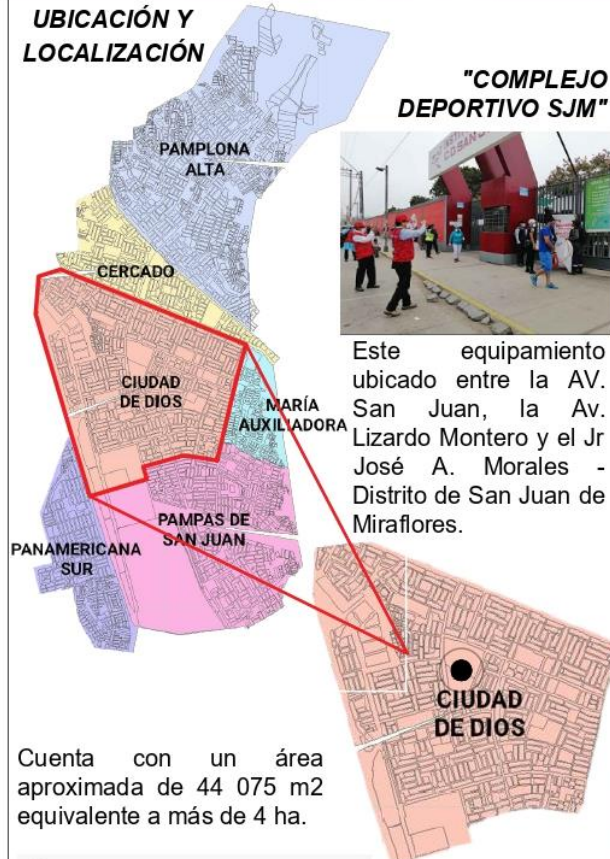 UBICACIÓN Y
LOCALIZACIÓN
"COMPLEJO
DEPORTIVO SJM"
PAMPLONA
ALTA
CERCADO
CIUDAD
DE DIOS
MARÍA
AUXILIADORA
PAMPAS DE
SAN JUAN
PANAMERICANA
SUR
Este equipamiento
ubicado entre la AV.
San Juan, la Av.
Lizardo Montero y el Jr
José A. Morales -
Distrito de San Juan de
Miraflores.
CIUDAD
DE DIOS
Cuenta con un área
aproximada de 44 075 m2
equivalente a más de 4 ha.